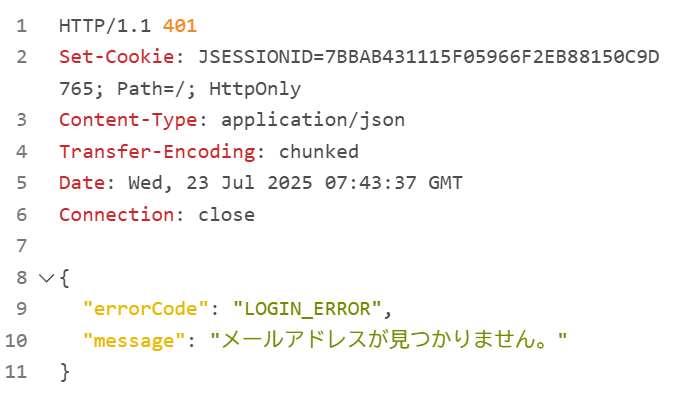 1 HTTP/1.1 401
2 Set-Cookie: JSESSIONID=7BBAB431115F05966F2EB88150C9D
765; Path=/; HttpOnly
3 Content-Type: application/json
4 Transfer-Encoding: chunked
5 Date: Wed, 23 Jul 2025 07:43:37 GMT
6 Connection: close
7
8 {
9 "errorCode": "LOGIN_ERROR",
10 "message": "メールアドレスが見つかりません。"
11 }